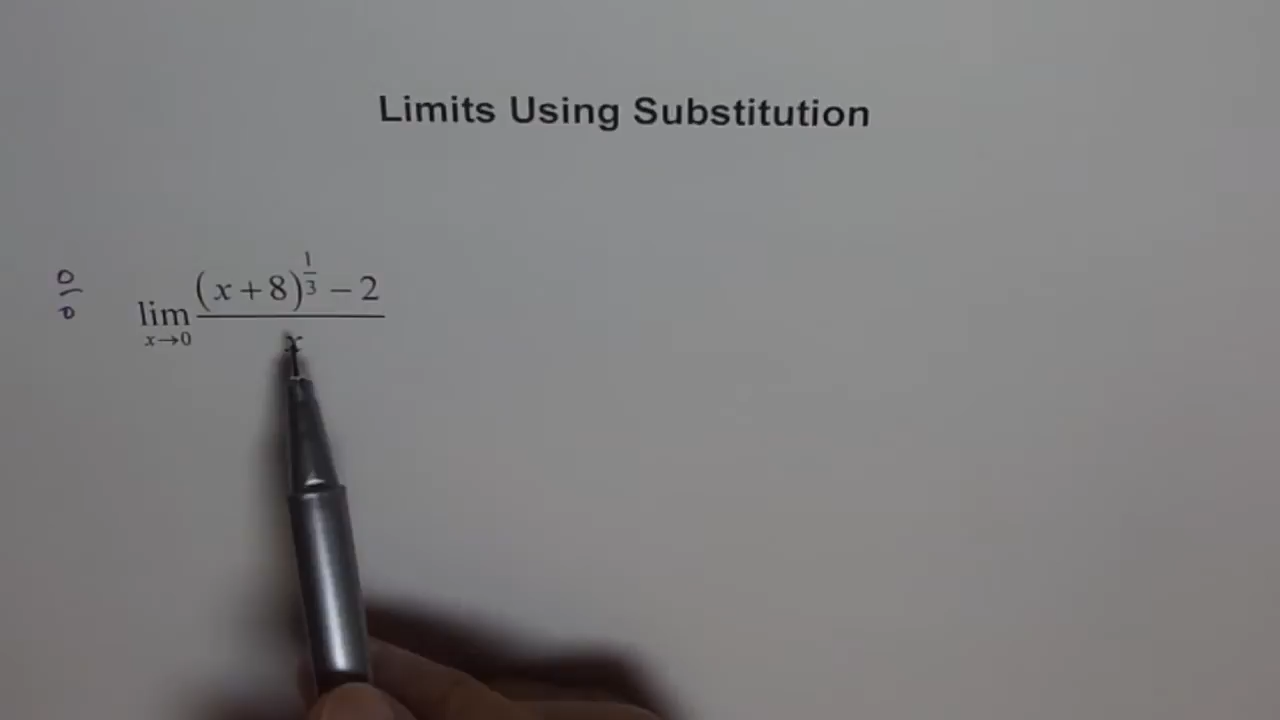 Limits Using Substitution
0/0 lim x→0 ((x+8)^(1/3) − 2)/x